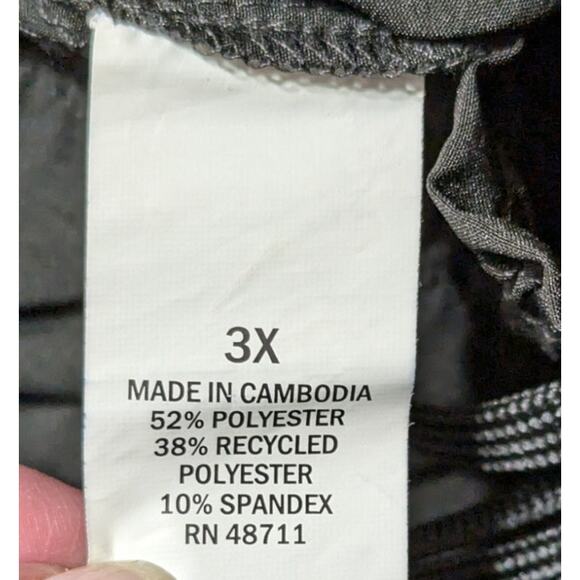 3X
MADE IN CAMBODIA
52% POLYESTER
38% RECYCLED
POLYESTER
10% SPANDEX
RN 48711